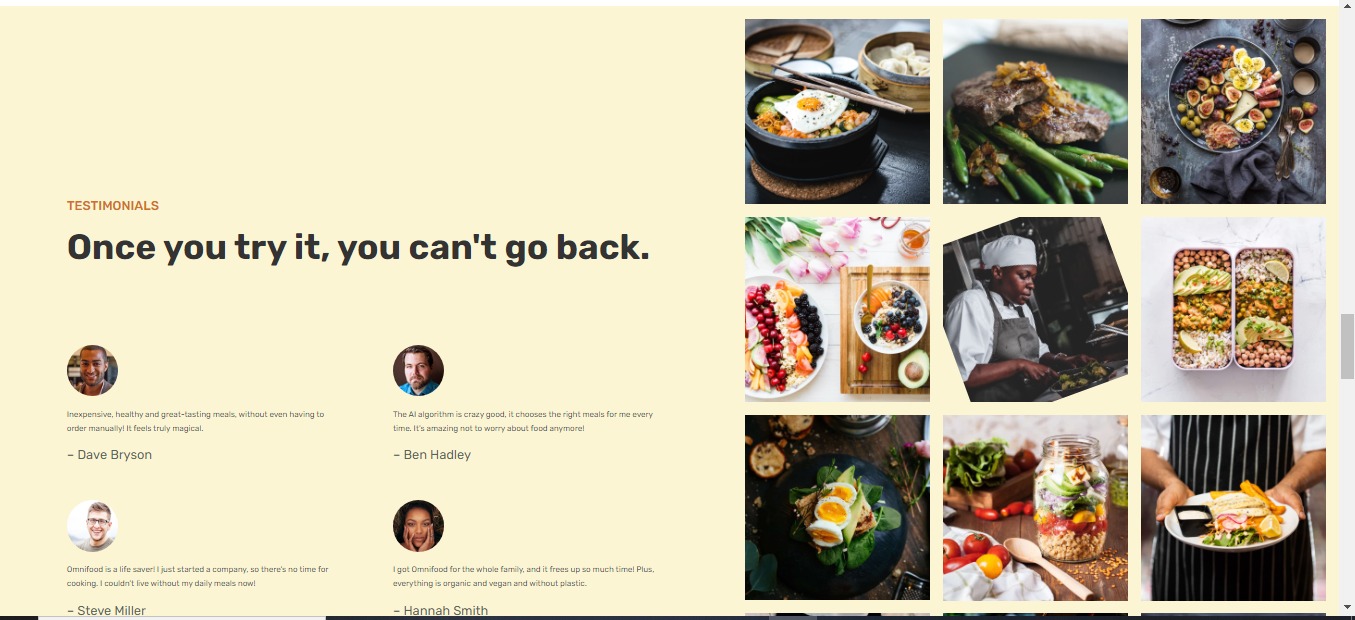 TESTIMONIALS
Once you try it, you can't go back.
Inexpensive, healthy and great-tasting meals, without even having to
order manually! It feels truly magical.
– Dave Bryson
The AI algorithm is crazy good, it chooses the right meals for me every
time. It's amazing not to worry about food anymore!
– Ben Hadley
Omnifood is a life saver! I just started a company, so there's no time for
cooking. I couldn't live without my daily meals now!
– Steve Miller
I got Omnifood for the whole family, and it frees up so much time! Plus,
everything is organic and vegan and without plastic.
– Hannah Smith